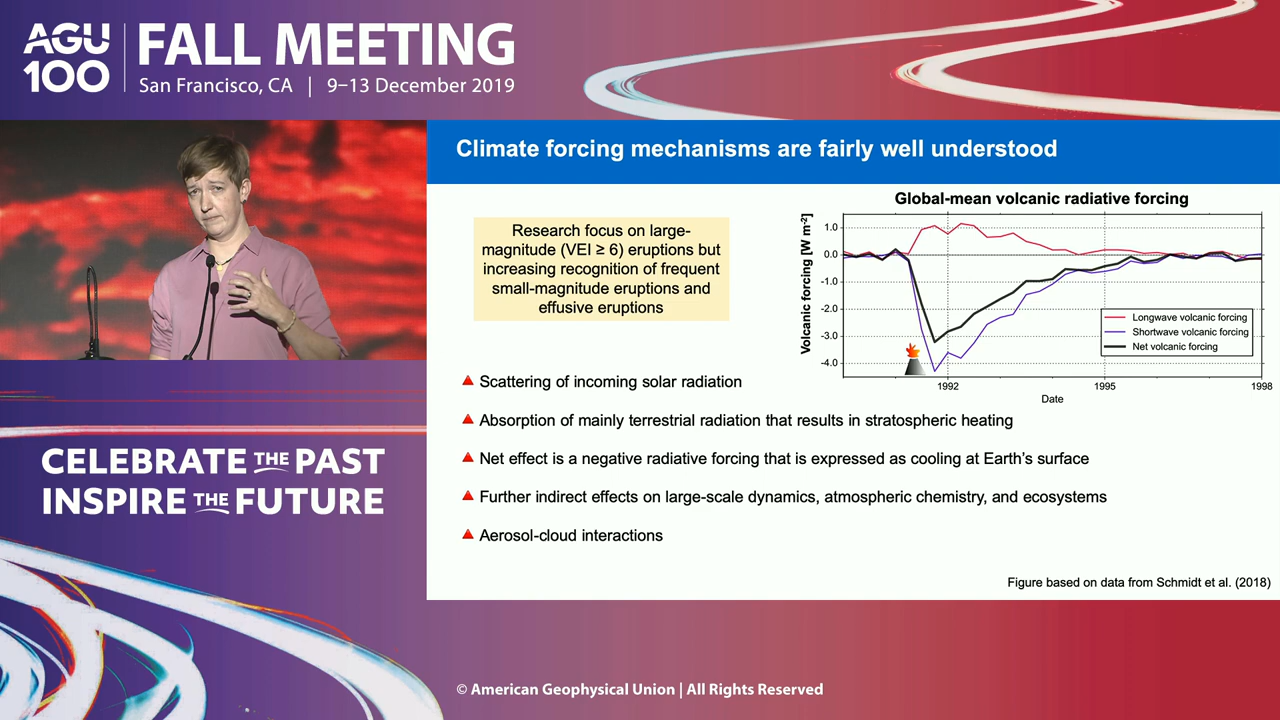 AGU
100
FALL MEETING
San Francisco, CA | 9–13 December 2019
Climate forcing mechanisms are fairly well understood
Research focus on large-
magnitude (VEI ≥ 6) eruptions but
increasing recognition of frequent
small-magnitude eruptions and
effusive eruptions
Global-mean volcanic radiative forcing
Volcanic forcing [W m-2]
1.0
0.0
-1.0
-2.0
-3.0
-4.0
Longwave volcanic forcing
Shortwave volcanic forcing
Net volcanic forcing
1992
1995
1998
Date
Scattering of incoming solar radiation
Absorption of mainly terrestrial radiation that results in stratospheric heating
Net effect is a negative radiative forcing that is expressed as cooling at Earth's surface
Further indirect effects on large-scale dynamics, atmospheric chemistry, and ecosystems
Aerosol-cloud interactions
Figure based on data from Schmidt et al. (2018)
CELEBRATE THE PAST
INSPIRE THE FUTURE
© American Geophysical Union | All Rights Reserved